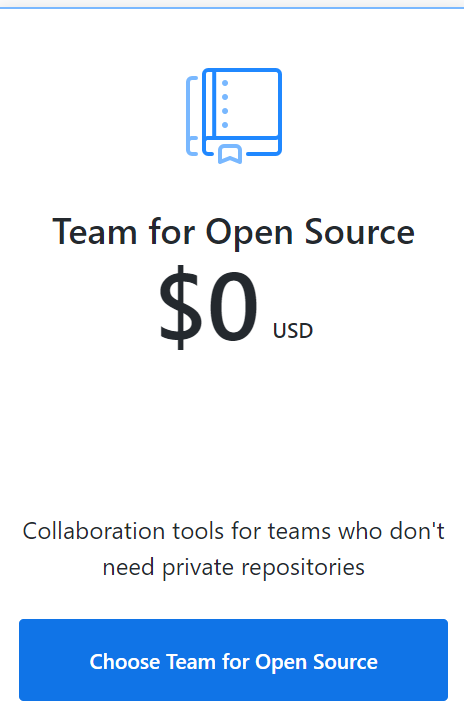 Team for Open Source
$0 USD
Collaboration tools for teams who don't
need private repositories
Choose Team for Open Source